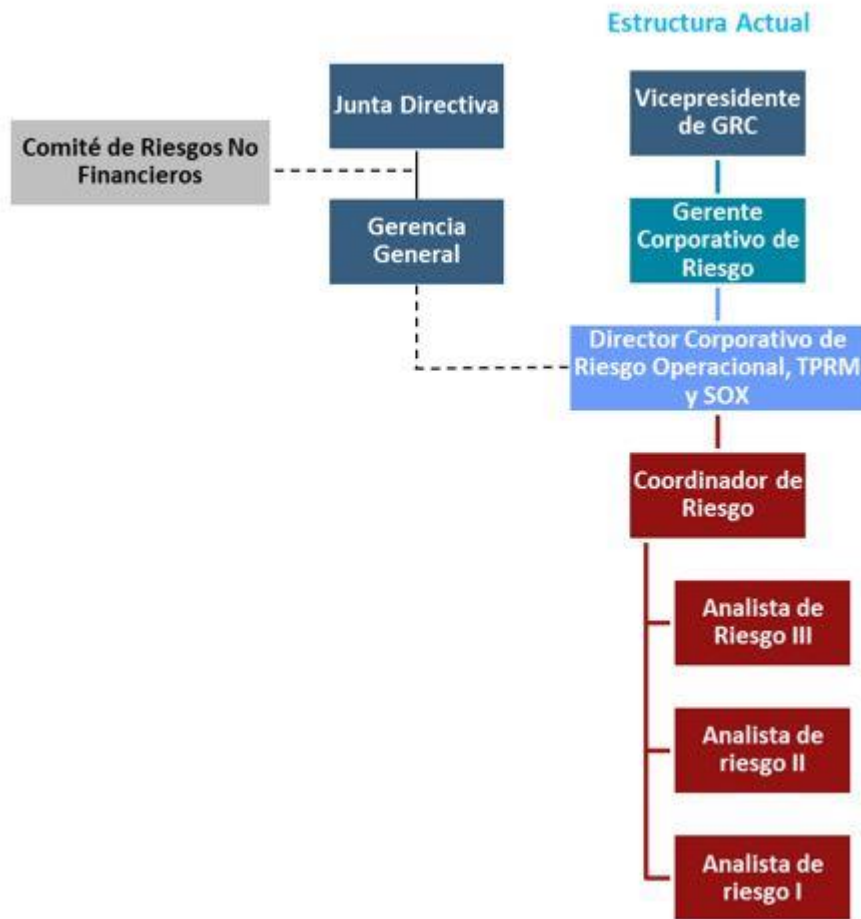 Estructura Actual
Junta Directiva
Vicepresidente
de GRC
Comité de Riesgos No
Financieros
Gerencia
General
Gerente
Corporativo de
Riesgo
Director Corporativo de
Riesgo Operacional, TPRM
y SOX
Coordinador de
Riesgo
Analista de
Riesgo III
Analista de
riesgo II
Analista de
riesgo I